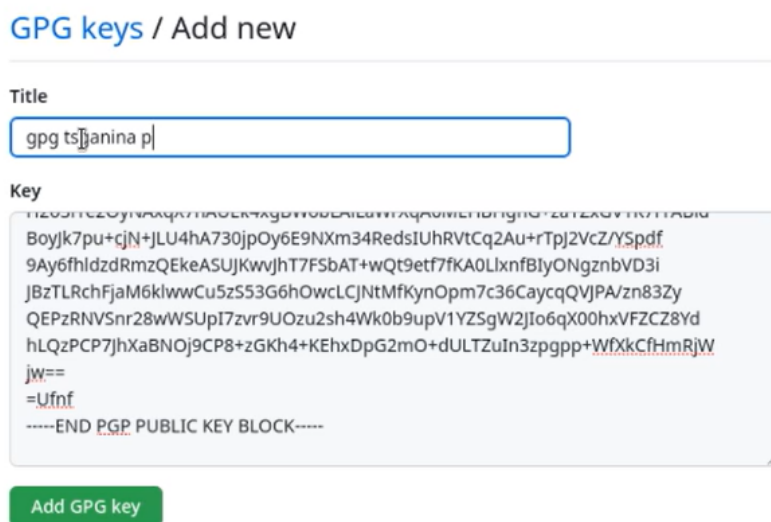 GPG keys / Add new
Title
gpg tsganina p
Key
BoyJk7pu+cjN+JLU4hA730jpOy6E9NXm34RedsIUhRVtCq2Au+rTpJ2VcZ/YSpdf
9Ay6fhldzdRmzQEkeASUJKwvJhT7FSbAT+wQt9etf7fKA0LlxnfBIyONgznbVD3i
JBzTLRchFjaM6klwwCu5zS53G6hOwcLCJNtMfKynOpm7c36CaycqQVJPA/zn83Zy
QEPzRNVSnr28wWSUpI7zvr9UOzu2sh4Wk0b9upV1YZSgW2JIo6qX00hxVFZCZ8Yd
hLQzPCP7JhXaBNOj9CP8+zGKh4+KEhxDpG2mO+dULTZuIn3zpgpp+WfXkCfHmRjW
jw==
=Ufnf
-----END PGP PUBLIC KEY BLOCK-----
Add GPG key